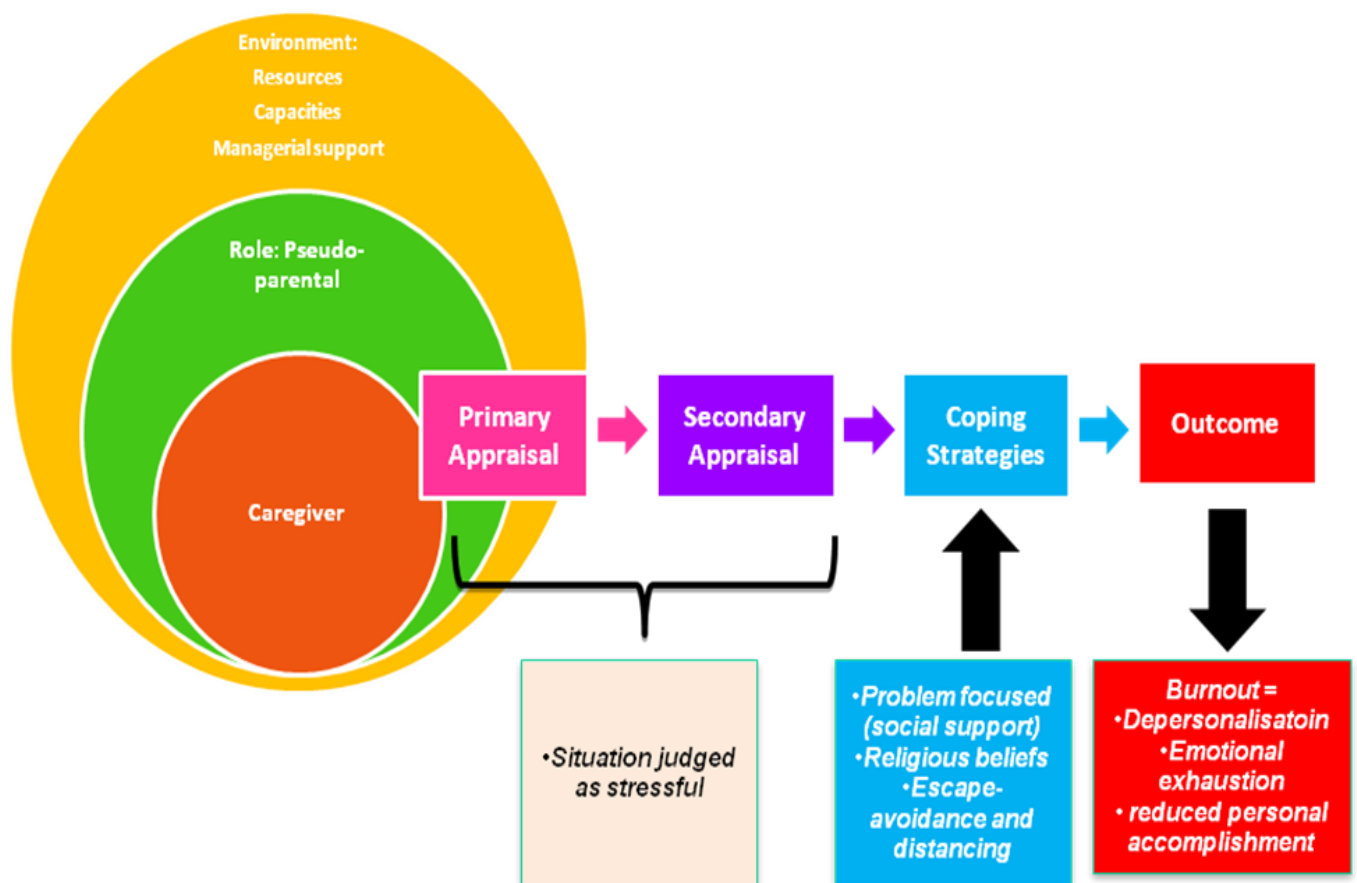 Environment:
Resources
Capacities
Managerial support
Role: Pseudo-
parental
Caregiver
Primary
Appraisal
Secondary
Appraisal
Coping
Strategies
Outcome
•Situation judged
as stressful
•Problem focused
(social support)
•Religious beliefs
•Escape-
avoidance and
distancing
Burnout =
•Depersonalisatoin
•Emotional
exhaustion
• reduced personal
accomplishment